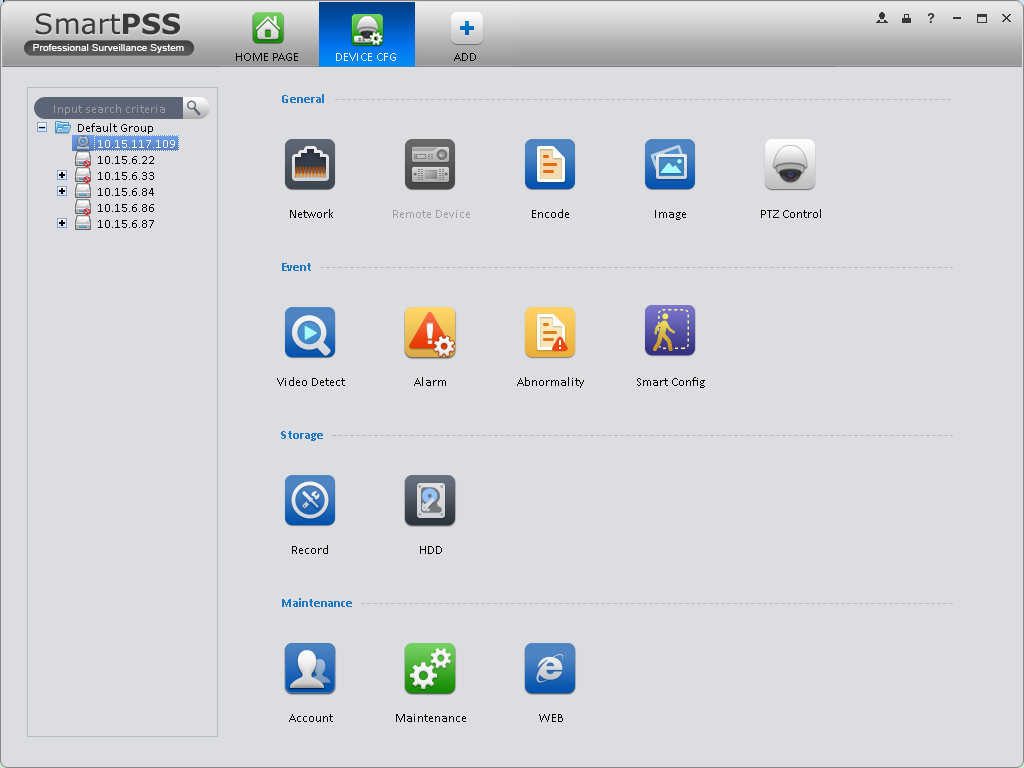 SmartPSS
Professional Surveillance System
HOME PAGE
DEVICE CFG
ADD
?
Input search criteria
Default Group
10.15.117.109
10.15.6.22
10.15.6.33
10.15.6.84
10.15.6.86
10.15.6.87
General
Network
Remote Device
Encode
Image
PTZ Control
Event
Video Detect
Alarm
Abnormality
Smart Config
Storage
Record
HDD
Maintenance
Account
Maintenance
WEB